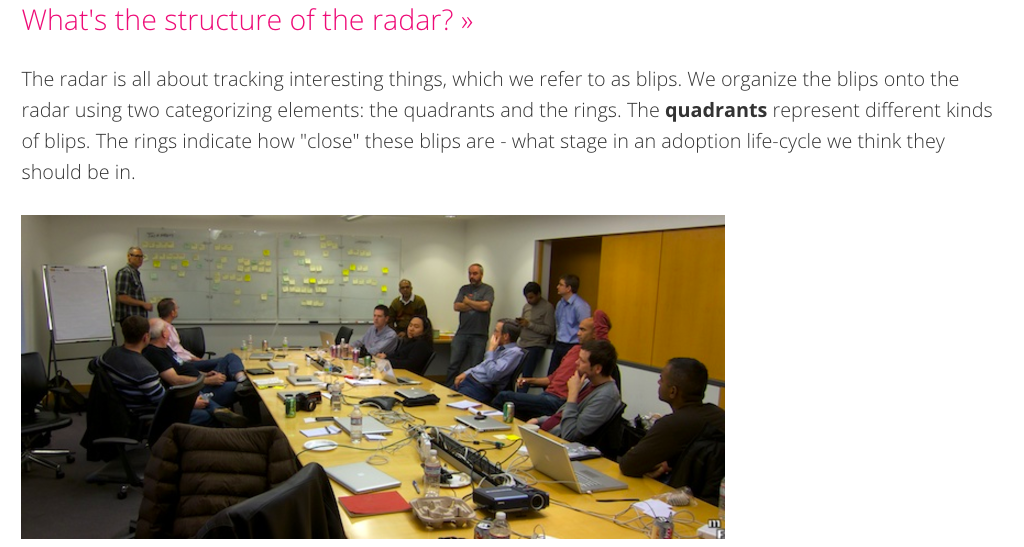 What's the structure of the radar? »
The radar is all about tracking interesting things, which we refer to as blips. We organize the blips onto the
radar using two categorizing elements: the quadrants and the rings. The quadrants represent different kinds
of blips. The rings indicate how "close" these blips are - what stage in an adoption life-cycle we think they
should be in.